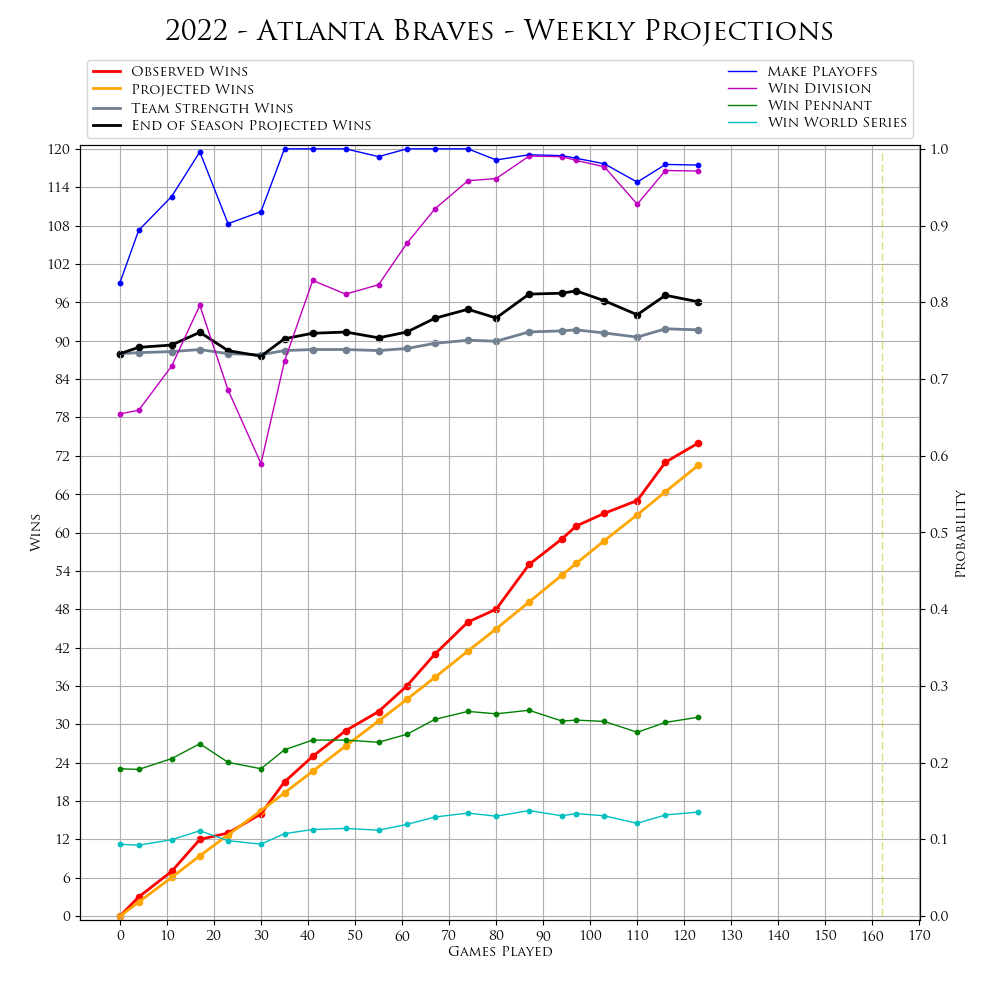 2022 - Atlanta Braves - Weekly Projections
Observed Wins
Projected Wins
Team Strength Wins
End of Season Projected Wins
Make Playoffs
Win Division
Win Pennant
Win World Series
120
114
108
102
96
90
84
78
72
66
60
54
48
42
36
30
24
18
12
6
0
Wins
1.0
0.9
0.8
0.7
0.6
0.5
0.4
0.3
0.2
0.1
0.0
Probability
0 10 20 30 40 50 60 70 80 90 100 110 120 130 140 150 160 170
Games Played